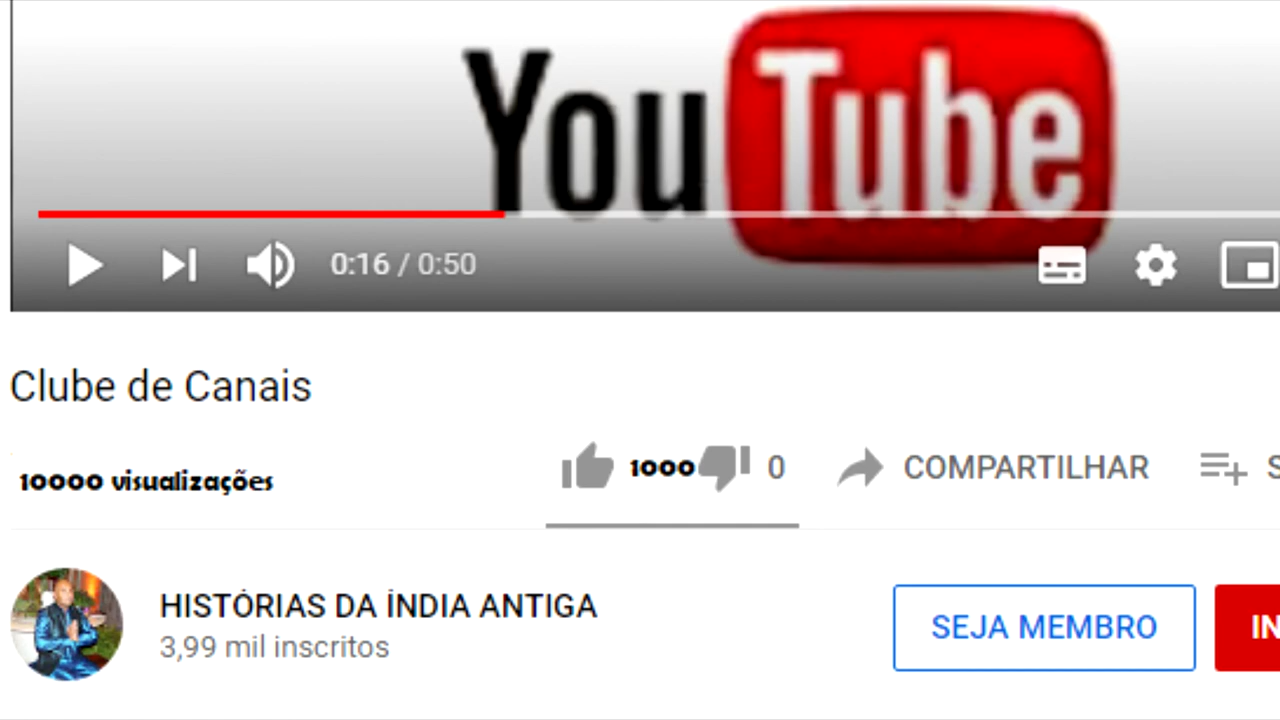 YouTube
0:16 / 0:50
Clube de Canais
10000 visualizações
1000 0 COMPARTILHAR S
HISTÓRIAS DA ÍNDIA ANTIGA
3,99 mil inscritos
SEJA MEMBRO IN